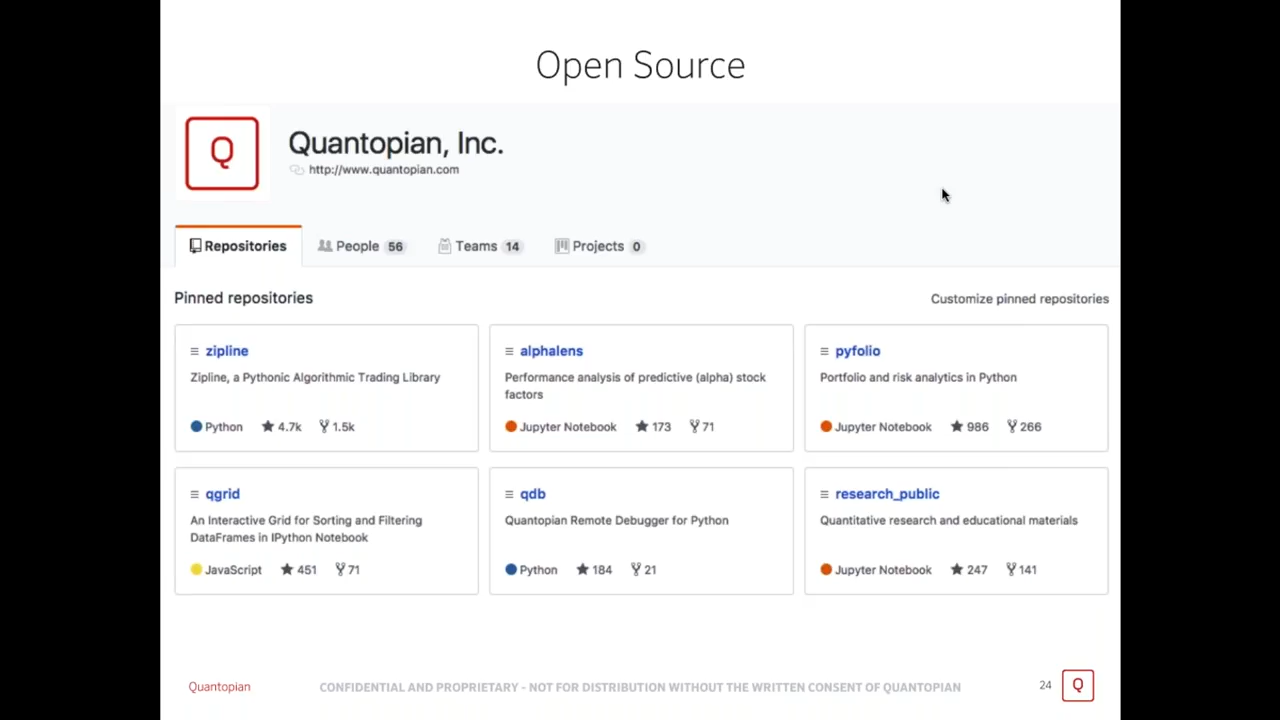 Open Source
Q
Quantopian, Inc.
http://www.quantopian.com
Repositories People 56 Teams 14 Projects 0
Pinned repositories Customize pinned repositories
zipline
Zipline, a Pythonic Algorithmic Trading Library
Python 4.7k 1.5k
alphalens
Performance analysis of predictive (alpha) stock
factors
Jupyter Notebook 173 71
pyfolio
Portfolio and risk analytics in Python
Jupyter Notebook 986 266
qgrid
An Interactive Grid for Sorting and Filtering
DataFrames in IPython Notebook
JavaScript 451 71
qdb
Quantopian Remote Debugger for Python
Python 184 21
research_public
Quantitative research and educational materials
Jupyter Notebook 247 141
Quantopian CONFIDENTIAL AND PROPRIETARY - NOT FOR DISTRIBUTION WITHOUT THE WRITTEN CONSENT OF QUANTOPIAN 24 Q